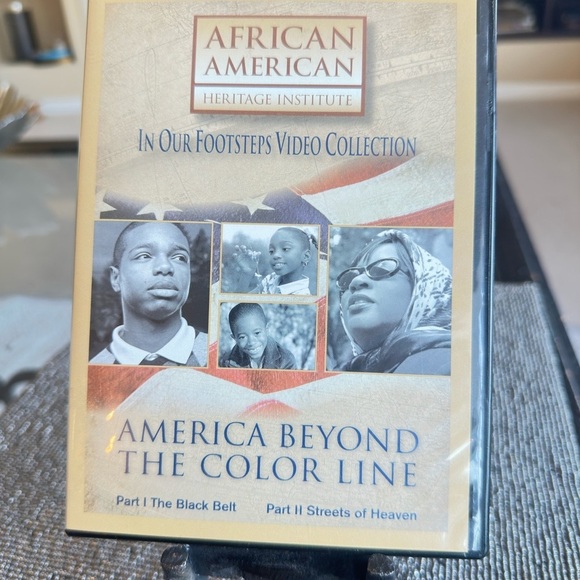 AFRICAN
AMERICAN
HERITAGE INSTITUTE
IN OUR FOOTSTEPS VIDEO COLLECTION
AMERICA BEYOND
THE COLOR LINE
Part I The Black Belt Part II Streets of Heaven